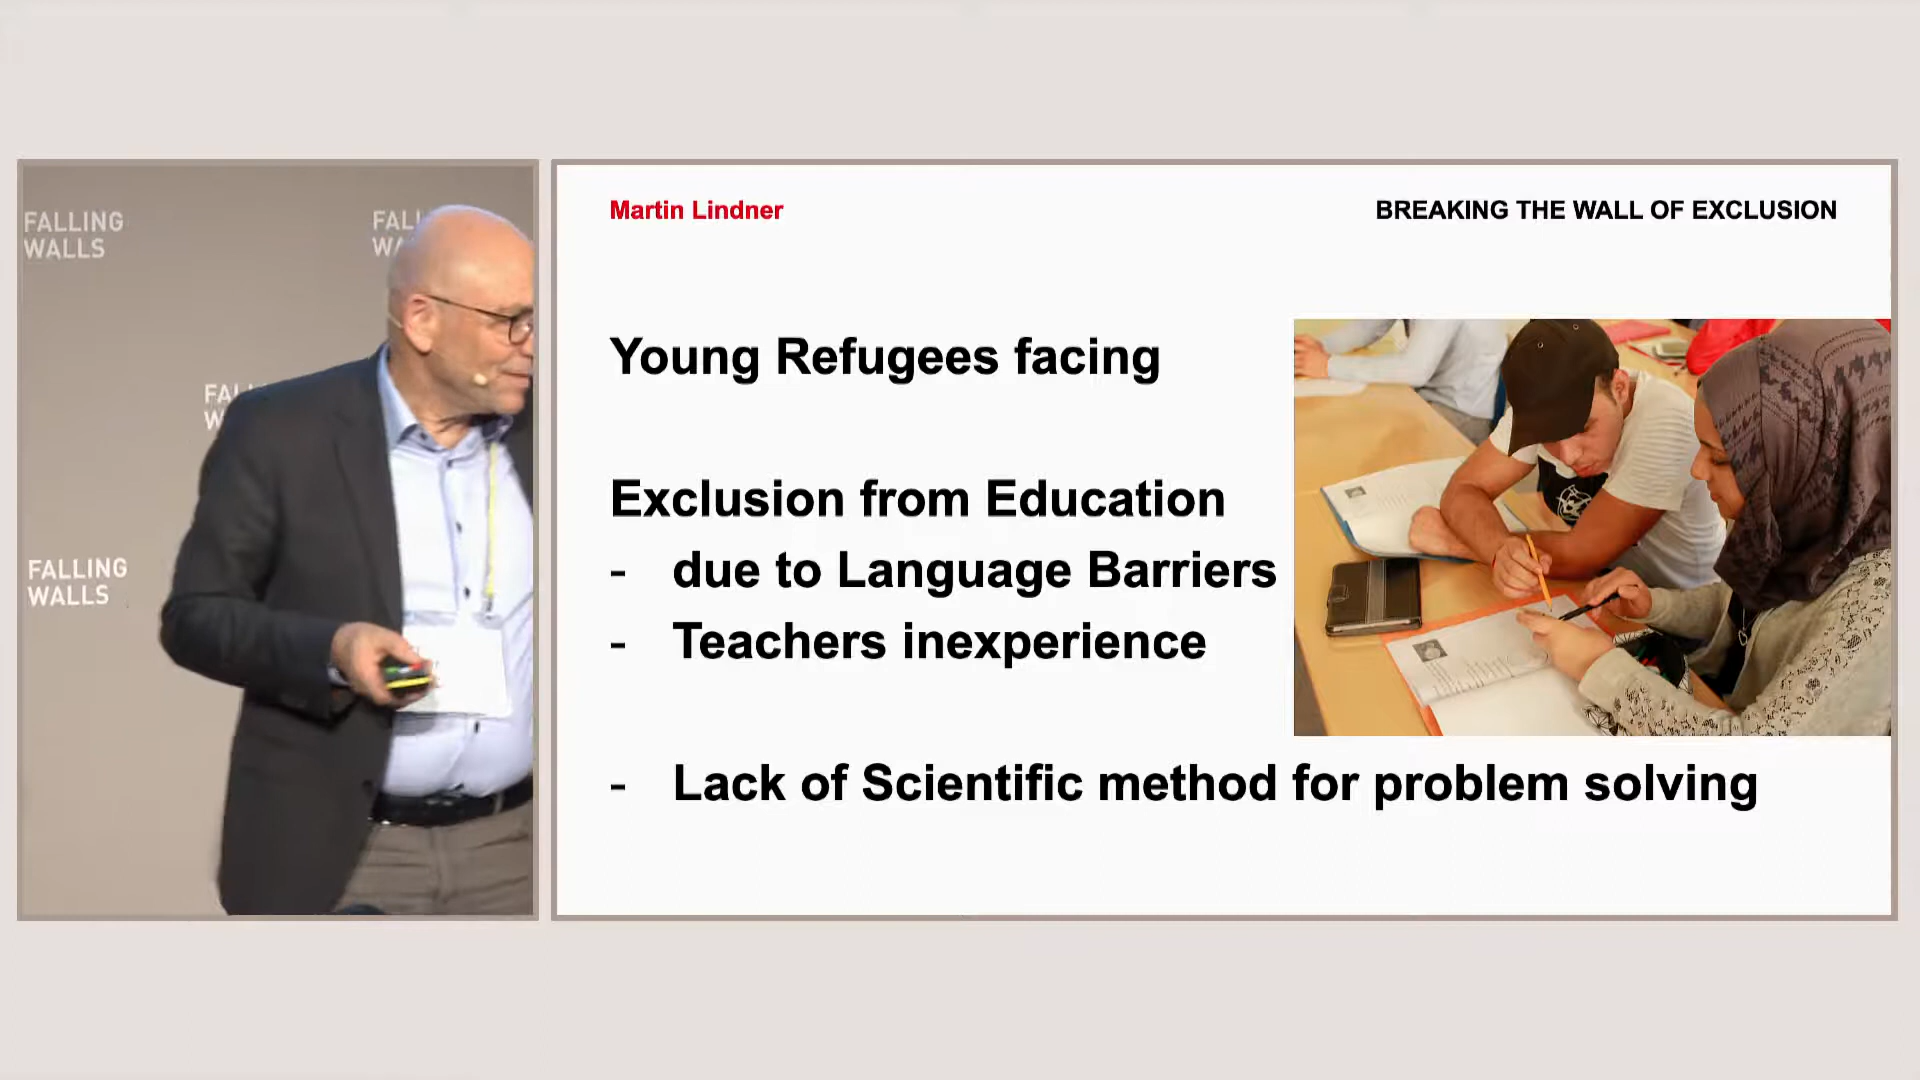 FALLING
WALLS
FALLING
WALLS
Martin Lindner
BREAKING THE WALL OF EXCLUSION
Young Refugees facing
Exclusion from Education
- due to Language Barriers
- Teachers inexperience
- Lack of Scientific method for problem solving